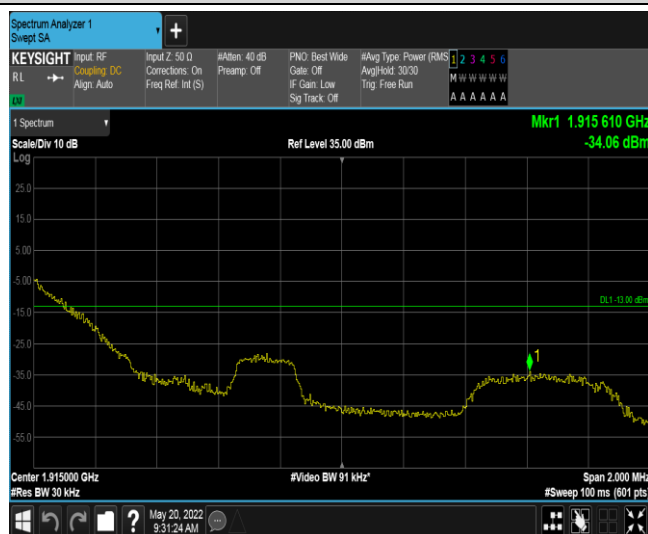 Spectrum Analyzer 1
Swept SA
+
KEYSIGHT
RL
LXI
Input: RF
Coupling: DC
Align: Auto
Input Z: 50 Ω
Corrections: On
Freq Ref: Int (S)
#Atten: 40 dB
Preamp: Off
PNO: Best Wide
Gate: Off
IF Gain: Low
Sig Track: Off
#Avg Type: Power (RMS
Avg|Hold: 30/30
Trig: Free Run
1 2 3 4 5 6
M W W W W W
A A A A A A
1 Spectrum
Mkr1 1.915 610 GHz
Scale/Div 10 dB
Ref Level 35.00 dBm
-34.06 dBm
Log
25.0
15.0
5.00
-5.00
DL1 -13.00 dBm
-15.0
-25.0
1
-35.0
-45.0
-55.0
Center 1.915000 GHz
#Video BW 91 kHz*
Span 2.000 MHz
#Res BW 30 kHz
#Sweep 100 ms (601 pts)
?
May 20, 2022
9:31:24 AM